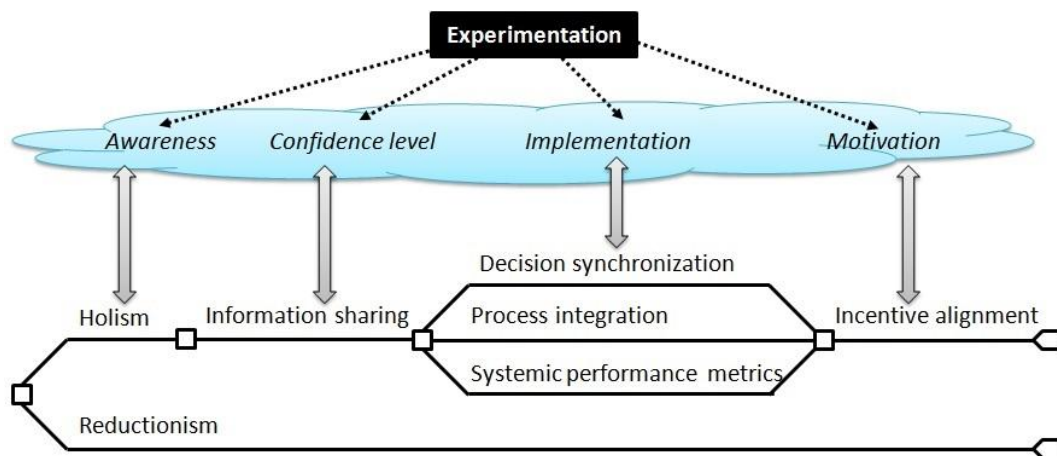 Experimentation
Awareness Confidence level Implementation Motivation
Decision synchronization
Holism Information sharing Process integration Incentive alignment
Systemic performance metrics
Reductionism